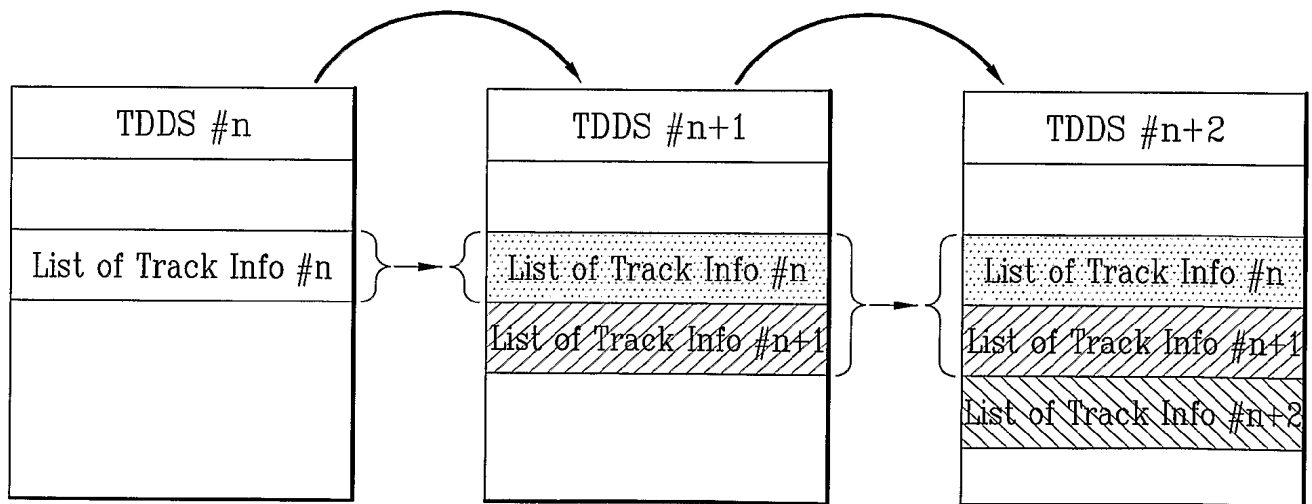 TDDS #n
List of Track Info #n
TDDS #n+1
List of Track Info #n
List of Track Info #n+1
TDDS #n+2
List of Track Info #n
List of Track Info #n+1
List of Track Info #n+2